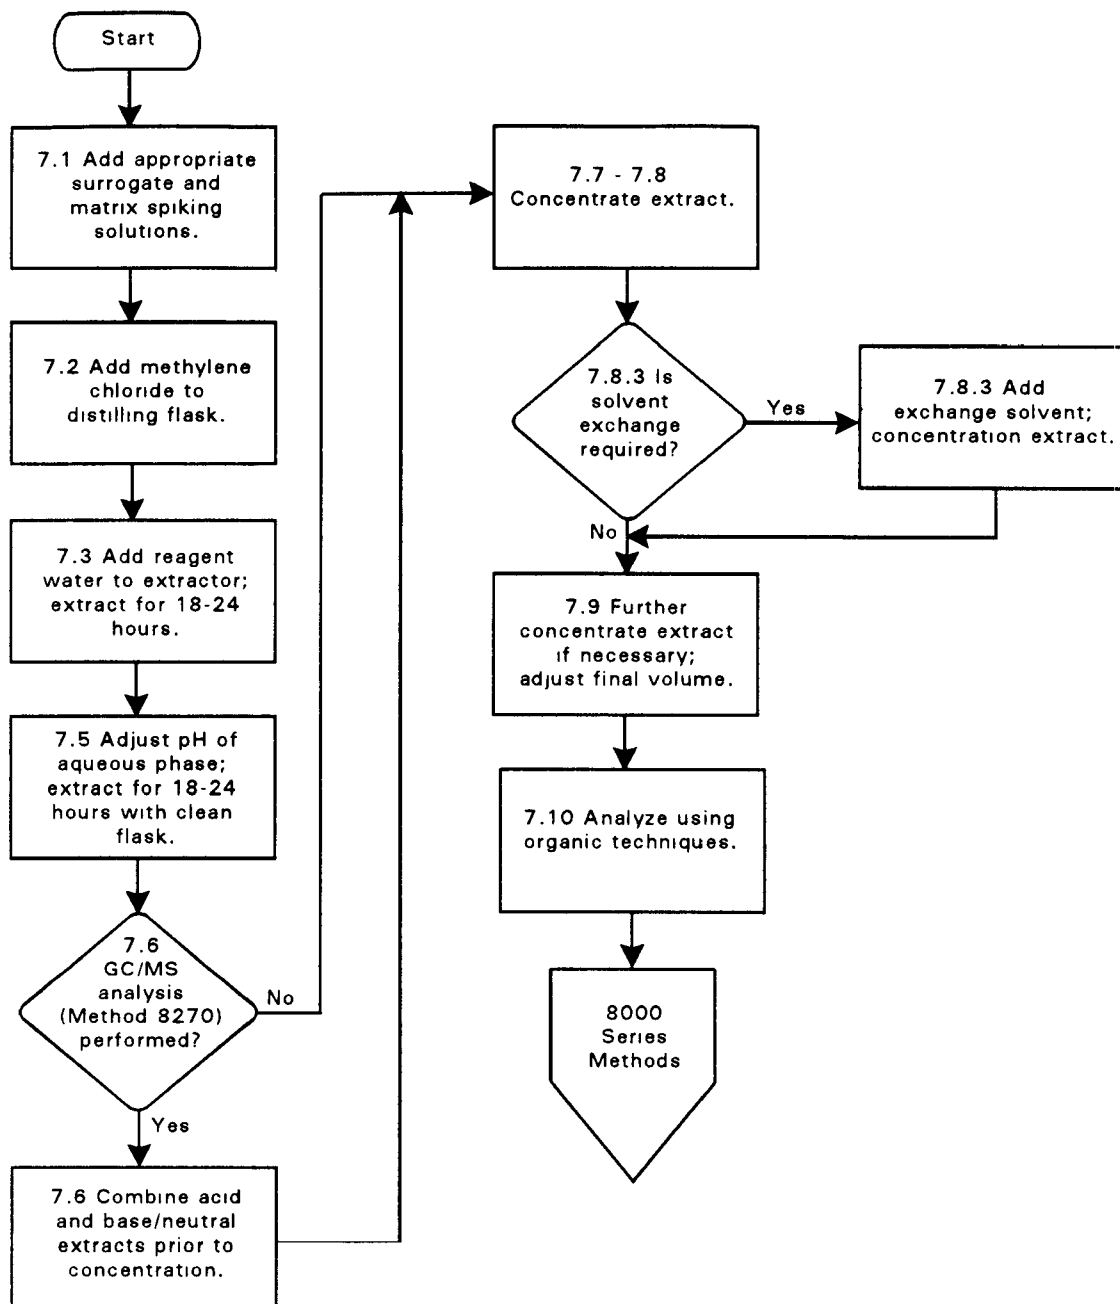 Start
7.1 Add appropriate
surrogate and
matrix spiking
solutions.
7.2 Add methylene
chloride to
distilling flask.
7.3 Add reagent
water to extractor;
extract for 18-24
hours.
7.5 Adjust pH of
aqueous phase;
extract for 18-24
hours with clean
flask.
7.6
GC/MS
analysis
(Method 8270)
performed?
No
Yes
7.6 Combine acid
and base/neutral
extracts prior to
concentration.
7.7 - 7.8
Concentrate extract.
7.8.3 Is
solvent
exchange
required?
Yes
7.8.3 Add
exchange solvent;
concentration extract.
No
7.9 Further
concentrate extract
if necessary;
adjust final volume.
7.10 Analyze using
organic techniques.
8000
Series
Methods